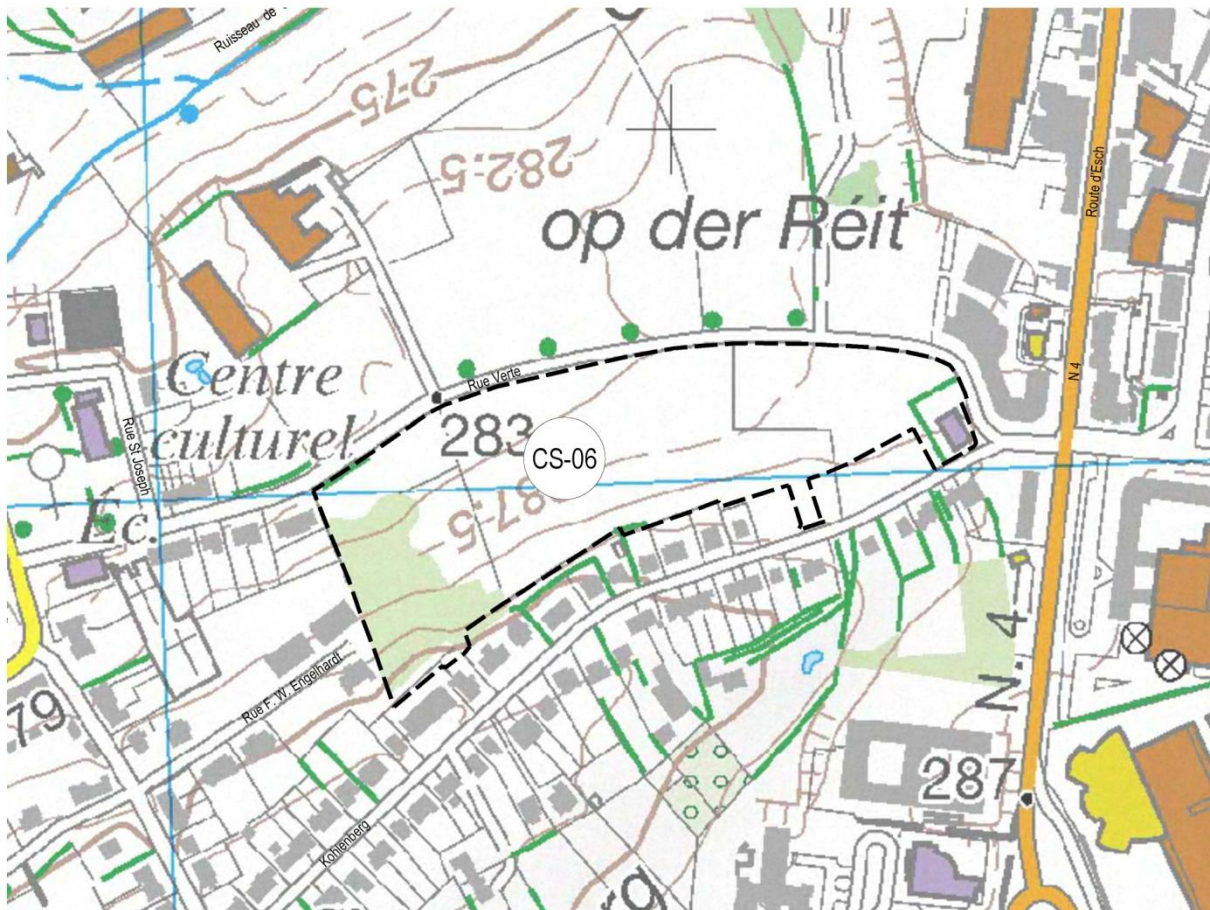 Ruisseau de
275
282.5
op der Réit
Route d'Esch
N 4
Rue Verte
Centre
culturel
283
CS-06
287.5
Rue St Joseph
Ec.
Rue F. W. Engelhardt
279
N. 4
287
Kohlenberg